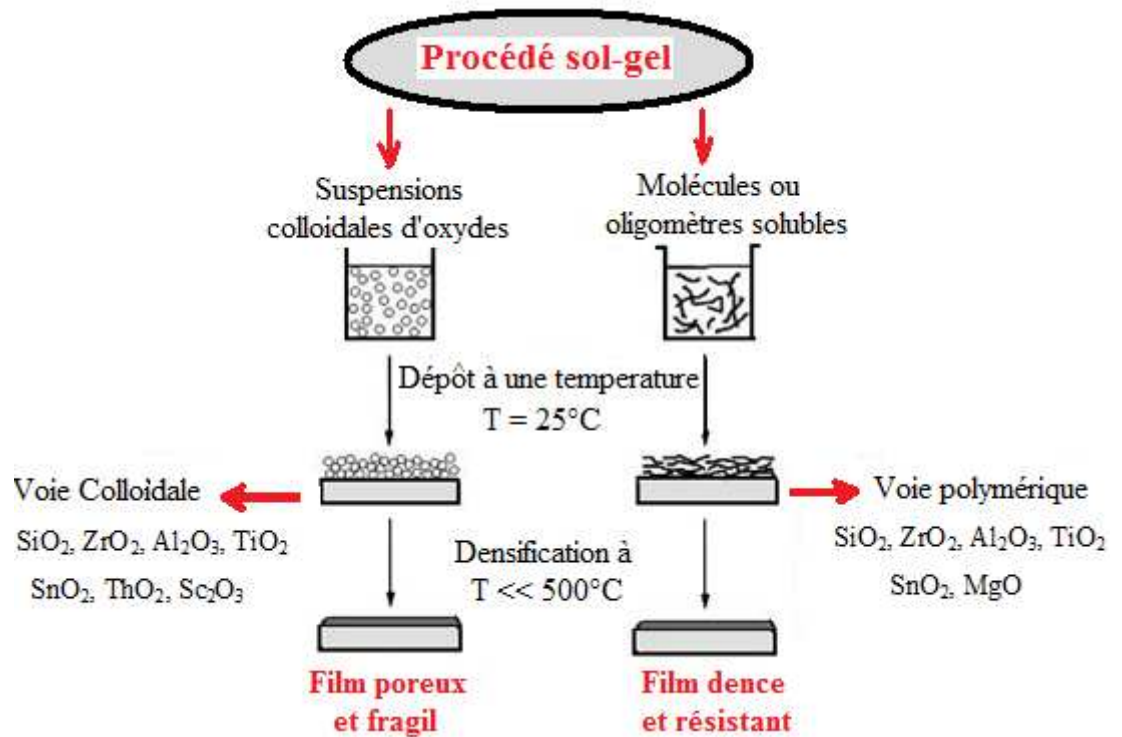 Procédé sol-gel
Suspensions
colloidales d'oxydes
Molécules ou
oligomètres solubles
Dépôt à une temperature
T = 25°C
Voie Colloidale
SiO₂, ZrO₂, Al₂O₃, TiO₂
SnO₂, ThO₂, Sc₂O₃
Voie polymérique
SiO₂, ZrO₂, Al₂O₃, TiO₂
SnO₂, MgO
Densification à
T << 500°C
Film poreux
et fragil
Film dence
et résistant